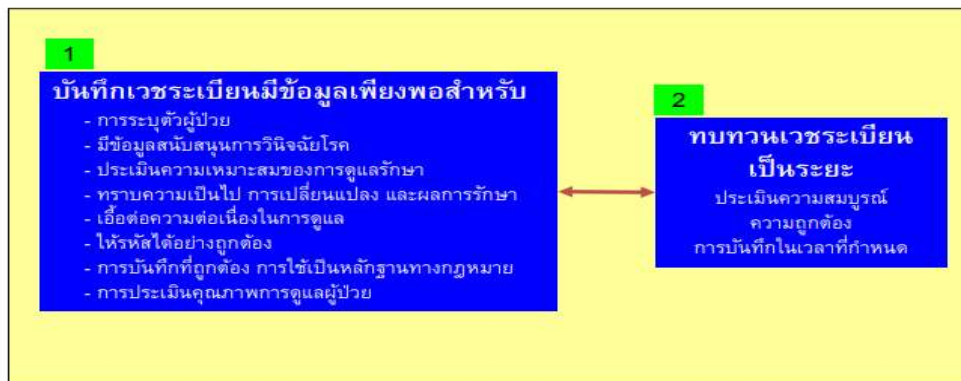 1
บันทึกเวชระเบียนมีข้อมูลเพียงพอสำหรับ
- การระบุตัวผู้ป่วย
- มีข้อมูลสนับสนุนการวินิจฉัยโรค
- ประเมินความเหมาะสมของการดูแลรักษา
- ทราบความเป็นไป การเปลี่ยนแปลง และผลการรักษา
- เอื้อต่อความต่อเนื่องในการดูแล
- ให้รหัสได้อย่างถูกต้อง
- การบันทึกที่ถูกต้อง การใช้เป็นหลักฐานทางกฎหมาย
- การประเมินคุณภาพการดูแลผู้ป่วย
2
ทบทวนเวชระเบียน
เป็นระยะ
ประเมินความสมบูรณ์
ความถูกต้อง
การบันทึกในเวลาที่กำหนด